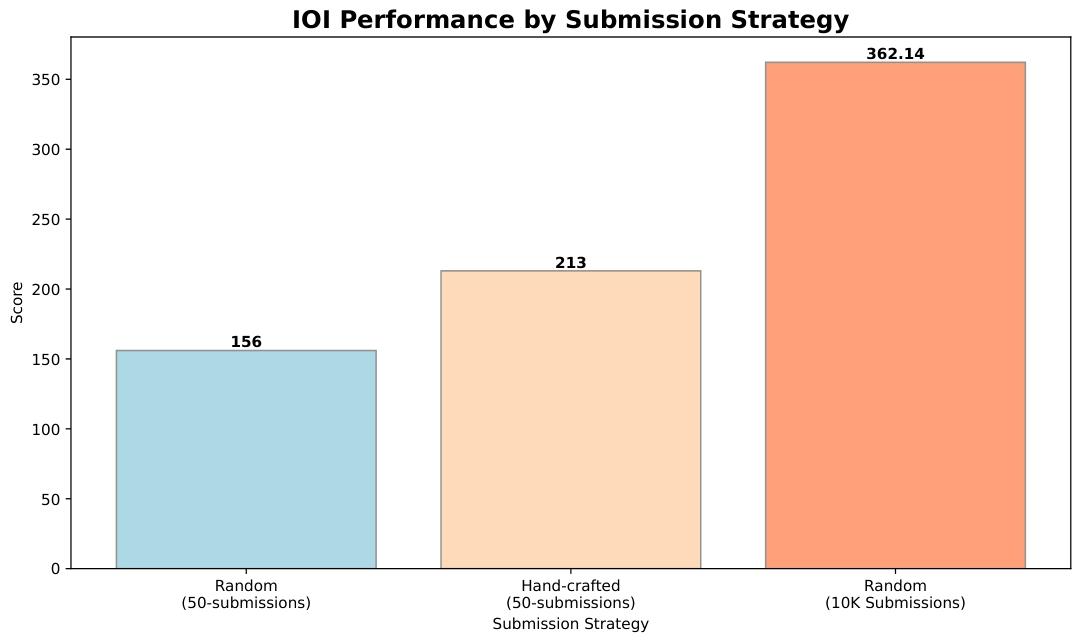 IOI Performance by Submission Strategy
362.14
350
300
250
213
200
156
150
100
50
0
Score
Random
(50-submissions)
Hand-crafted
(50-submissions)
Random
(10K Submissions)
Submission Strategy